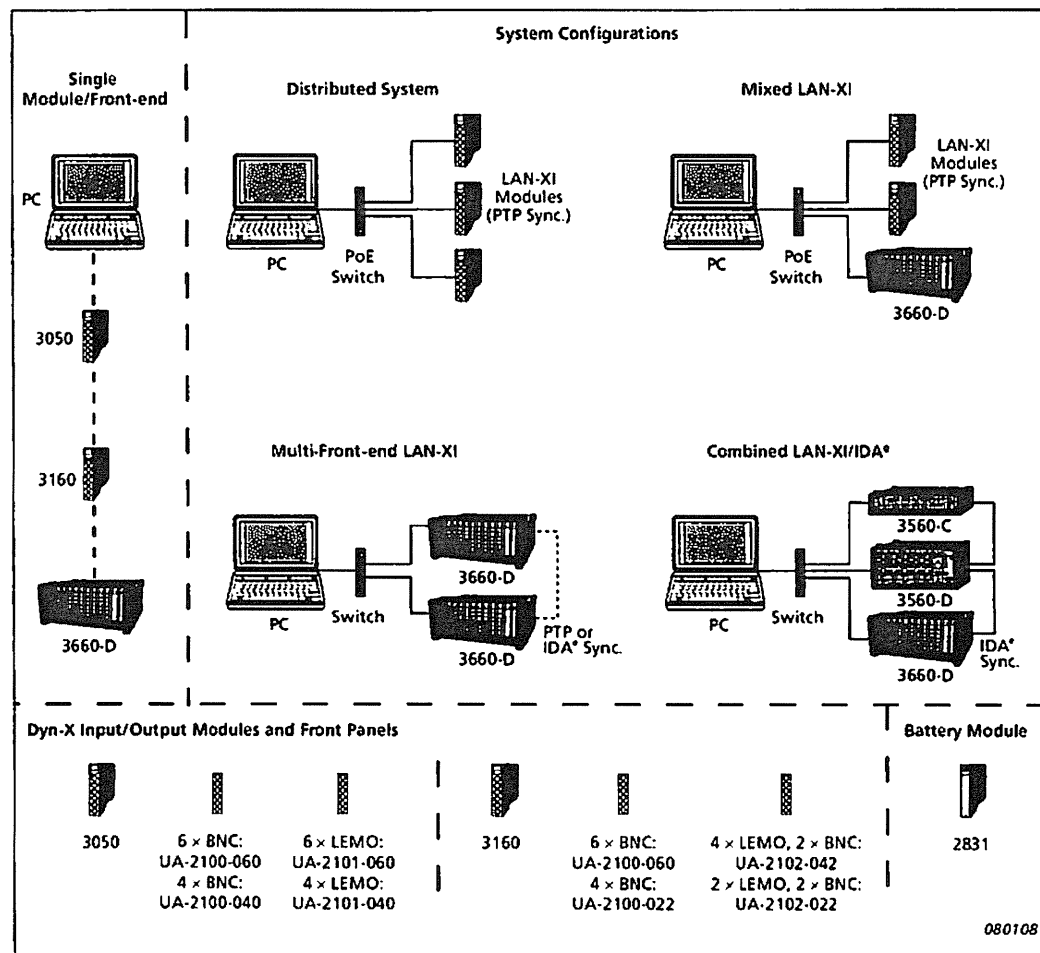 System Configurations
Single
Module/Front-end
PC
3050
3160
3660-D
Distributed System
LAN-XI
Modules
(PTP Sync.)
PC
PoE
Switch
Mixed LAN-XI
LAN-XI
Modules
(PTP Sync.)
PC
PoE
Switch
3660-D
Multi-Front-end LAN-XI
3660-D
PC
Switch
3660-D
PTP or
IDAe Sync.
Combined LAN-XI/IDAe
3560-C
3560-D
PC
Switch
3660-D
IDAe
Sync.
Dyn-X Input/Output Modules and Front Panels
3050
6 × BNC:
UA-2100-060
4 × BNC:
UA-2100-040
6 × LEMO:
UA-2101-060
4 × LEMO:
UA-2101-040
3160
6 × BNC:
UA-2100-060
4 × BNC:
UA-2100-022
4 × LEMO, 2 × BNC:
UA-2102-042
2 × LEMO, 2 × BNC:
UA-2102-022
Battery Module
2831
080108